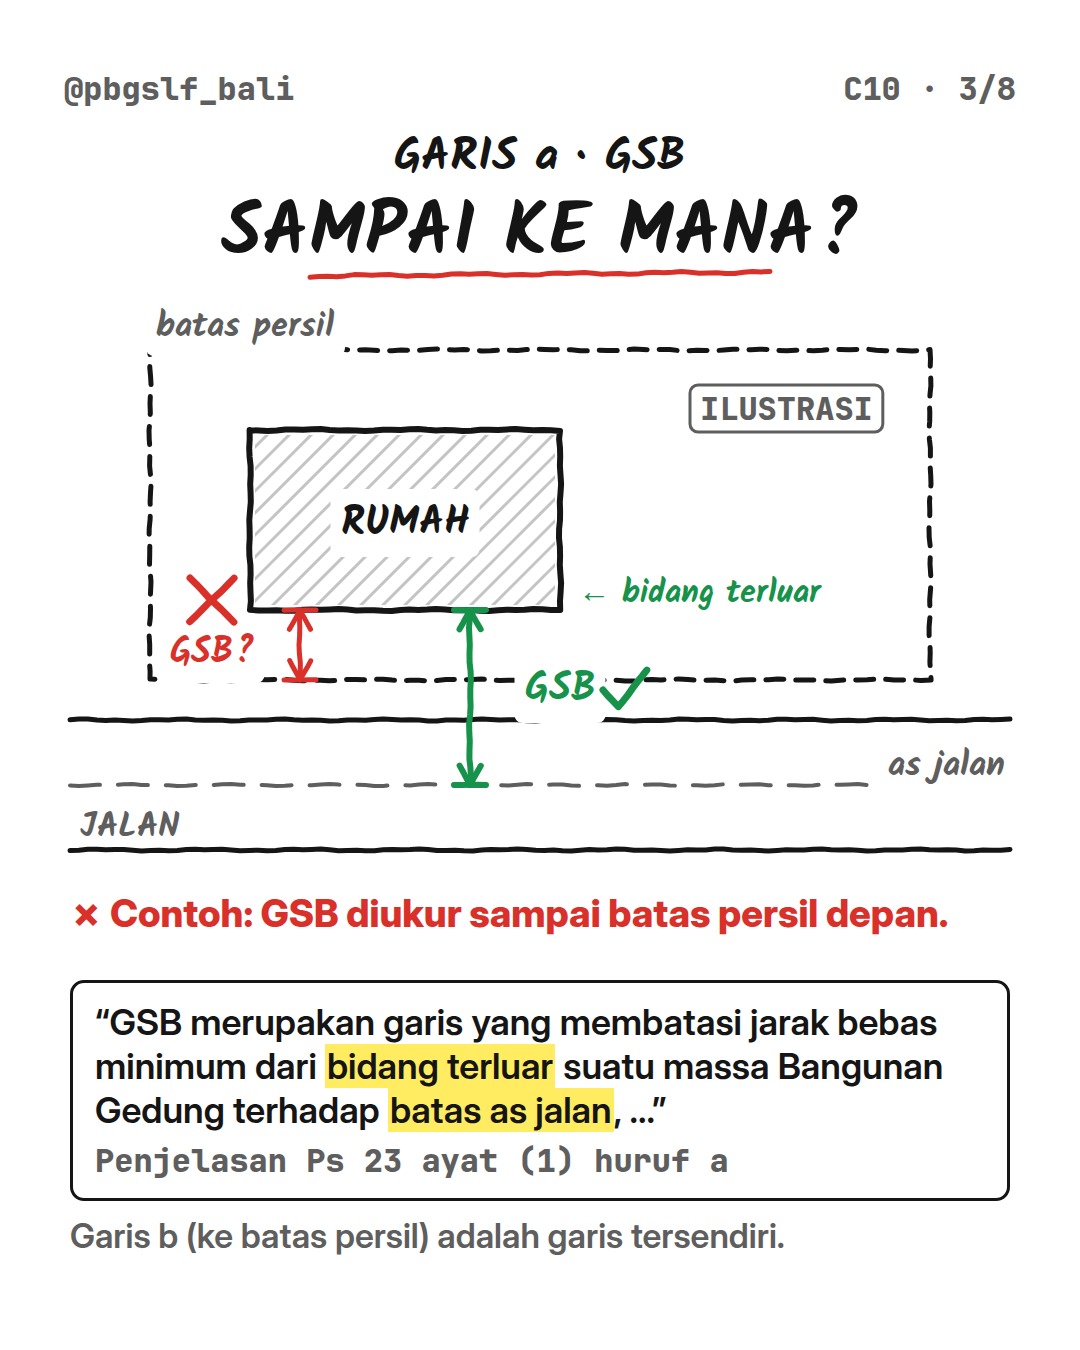 @pbgslf_bali
C10 · 3/8
GARIS a · GSB
SAMPAI KE MANA?
batas persil
ILUSTRASI
RUMAH
← bidang terluar
GSB?
GSB
as jalan
JALAN
× Contoh: GSB diukur sampai batas persil depan.
“GSB merupakan garis yang membatasi jarak bebas
minimum dari bidang terluar suatu massa Bangunan
Gedung terhadap batas as jalan, ...”
Penjelasan Ps 23 ayat (1) huruf a
Garis b (ke batas persil) adalah garis tersendiri.